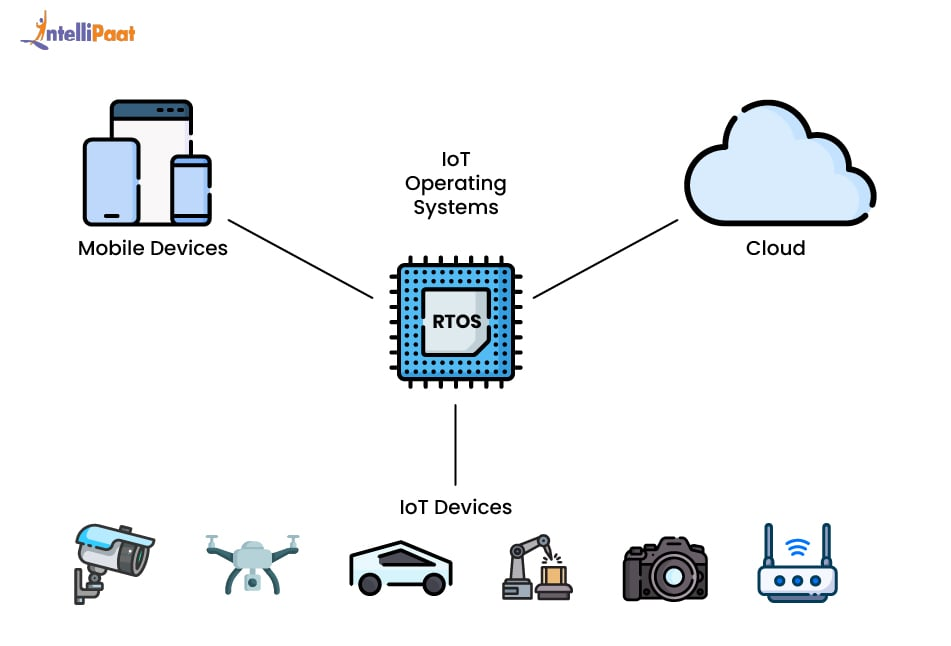 IntelliPaat
IoT
Operating
Systems
Mobile Devices
Cloud
RTOS
IoT Devices